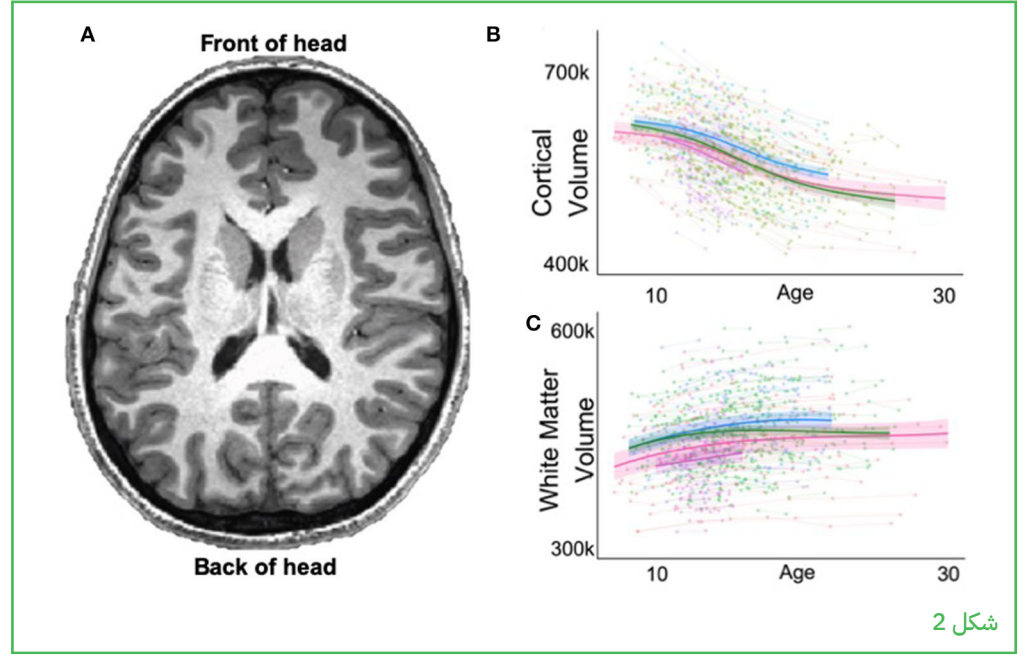 A
Front of head
Back of head
B
700k
Cortical
Volume
400k
10
Age
30
C
600k
White Matter
Volume
300k
10
Age
30
شكل 2